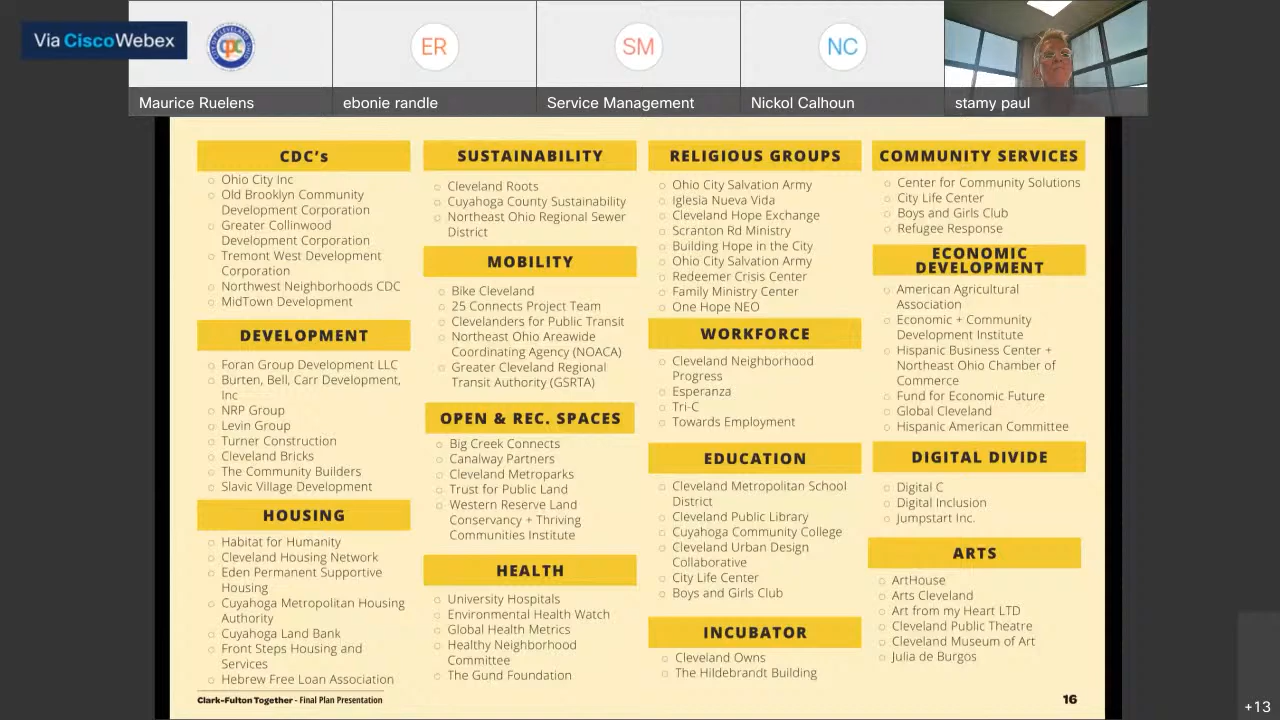 Via Cisco Webex
ER
SM
NC
Maurice Ruelens
ebonie randle
Service Management
Nickol Calhoun
stamy paul
CDC's
Ohio City Inc
Old Brooklyn Community
Development Corporation
Greater Collinwood
Development Corporation
Tremont West Development
Corporation
Northwest Neighborhoods CDC
MidTown Development
DEVELOPMENT
Foran Group Development LLC
Burten, Bell, Carr Development,
Inc
NRP Group
Levin Group
Turner Construction
Cleveland Bricks
The Community Builders
Slavic Village Development
HOUSING
Habitat for Humanity
Cleveland Housing Network
Eden Permanent Supportive
Housing
Cuyahoga Metropolitan Housing
Authority
Cuyahoga Land Bank
Front Steps Housing and
Services
Hebrew Free Loan Association
SUSTAINABILITY
Cleveland Roots
Cuyahoga County Sustainability
Northeast Ohio Regional Sewer
District
MOBILITY
Bike Cleveland
25 Connects Project Team
Clevelanders for Public Transit
Northeast Ohio Areawide
Coordinating Agency (NOACA)
Greater Cleveland Regional
Transit Authority (GSRTA)
OPEN & REC. SPACES
Big Creek Connects
Canalway Partners
Cleveland Metroparks
Trust for Public Land
Western Reserve Land
Conservancy + Thriving
Communities Institute
HEALTH
University Hospitals
Environmental Health Watch
Global Health Metrics
Healthy Neighborhood
Committee
The Gund Foundation
RELIGIOUS GROUPS
Ohio City Salvation Army
Iglesia Nueva Vida
Cleveland Hope Exchange
Scranton Rd Ministry
Building Hope in the City
Ohio City Salvation Army
Redeemer Crisis Center
Family Ministry Center
One Hope NEO
WORKFORCE
Cleveland Neighborhood
Progress
Esperanza
Tri-C
Towards Employment
EDUCATION
Cleveland Metropolitan School
District
Cleveland Public Library
Cuyahoga Community College
Cleveland Urban Design
Collaborative
City Life Center
Boys and Girls Club
INCUBATOR
Cleveland Owns
The Hildebrandt Building
COMMUNITY SERVICES
Center for Community Solutions
City Life Center
Boys and Girls Club
Refugee Response
ECONOMIC
DEVELOPMENT
American Agricultural
Association
Economic + Community
Development Institute
Hispanic Business Center +
Northeast Ohio Chamber of
Commerce
Fund for Economic Future
Global Cleveland
Hispanic American Committee
DIGITAL DIVIDE
Digital C
Digital Inclusion
Jumpstart Inc.
ARTS
ArtHouse
Arts Cleveland
Art from my Heart LTD
Cleveland Public Theatre
Cleveland Museum of Art
Julia de Burgos
Clark-Fulton Together - Final Plan Presentation
16
+13